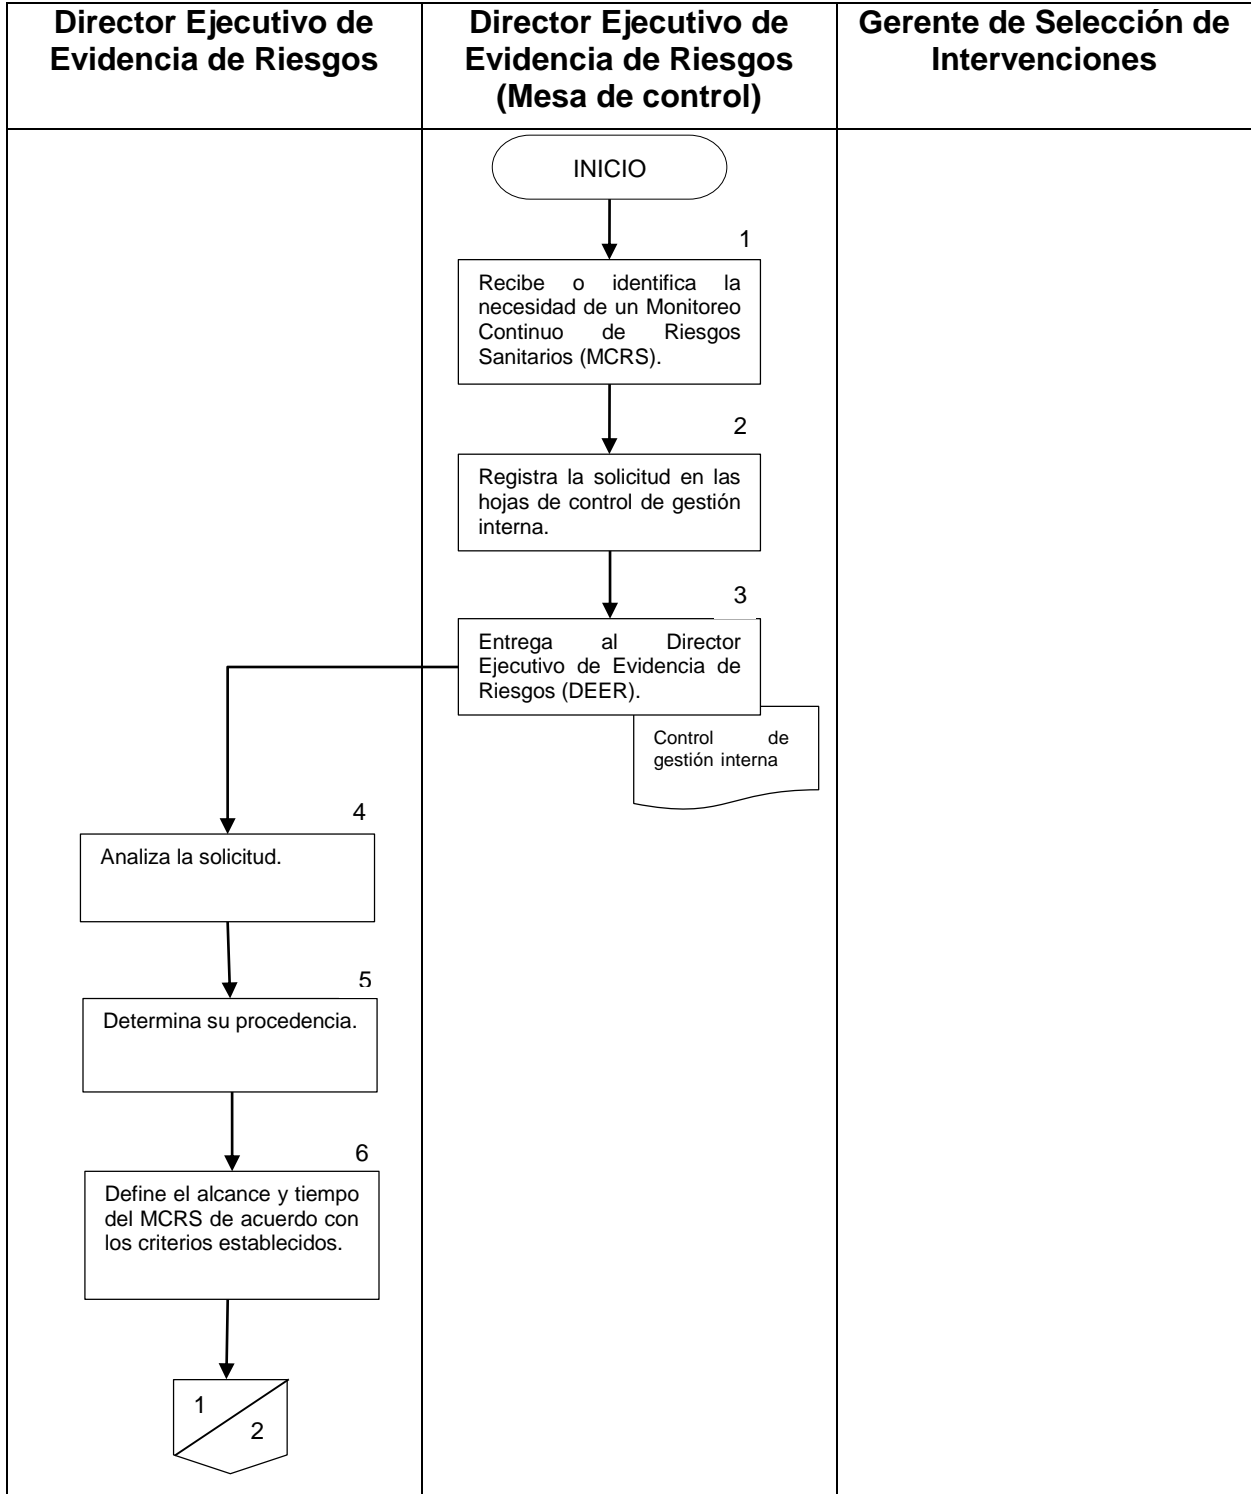 Director Ejecutivo de
Evidencia de Riesgos
Director Ejecutivo de
Evidencia de Riesgos
(Mesa de control)
Gerente de Selección de
Intervenciones
INICIO
1
Recibe o identifica la
necesidad de un Monitoreo
Continuo de Riesgos
Sanitarios (MCRS).
2
Registra la solicitud en las
hojas de control de gestión
interna.
3
Entrega al Director
Ejecutivo de Evidencia de
Riesgos (DEER).
Control de
gestión interna
4
Analiza la solicitud.
5
Determina su procedencia.
6
Define el alcance y tiempo
del MCRS de acuerdo con
los criterios establecidos.
1
2